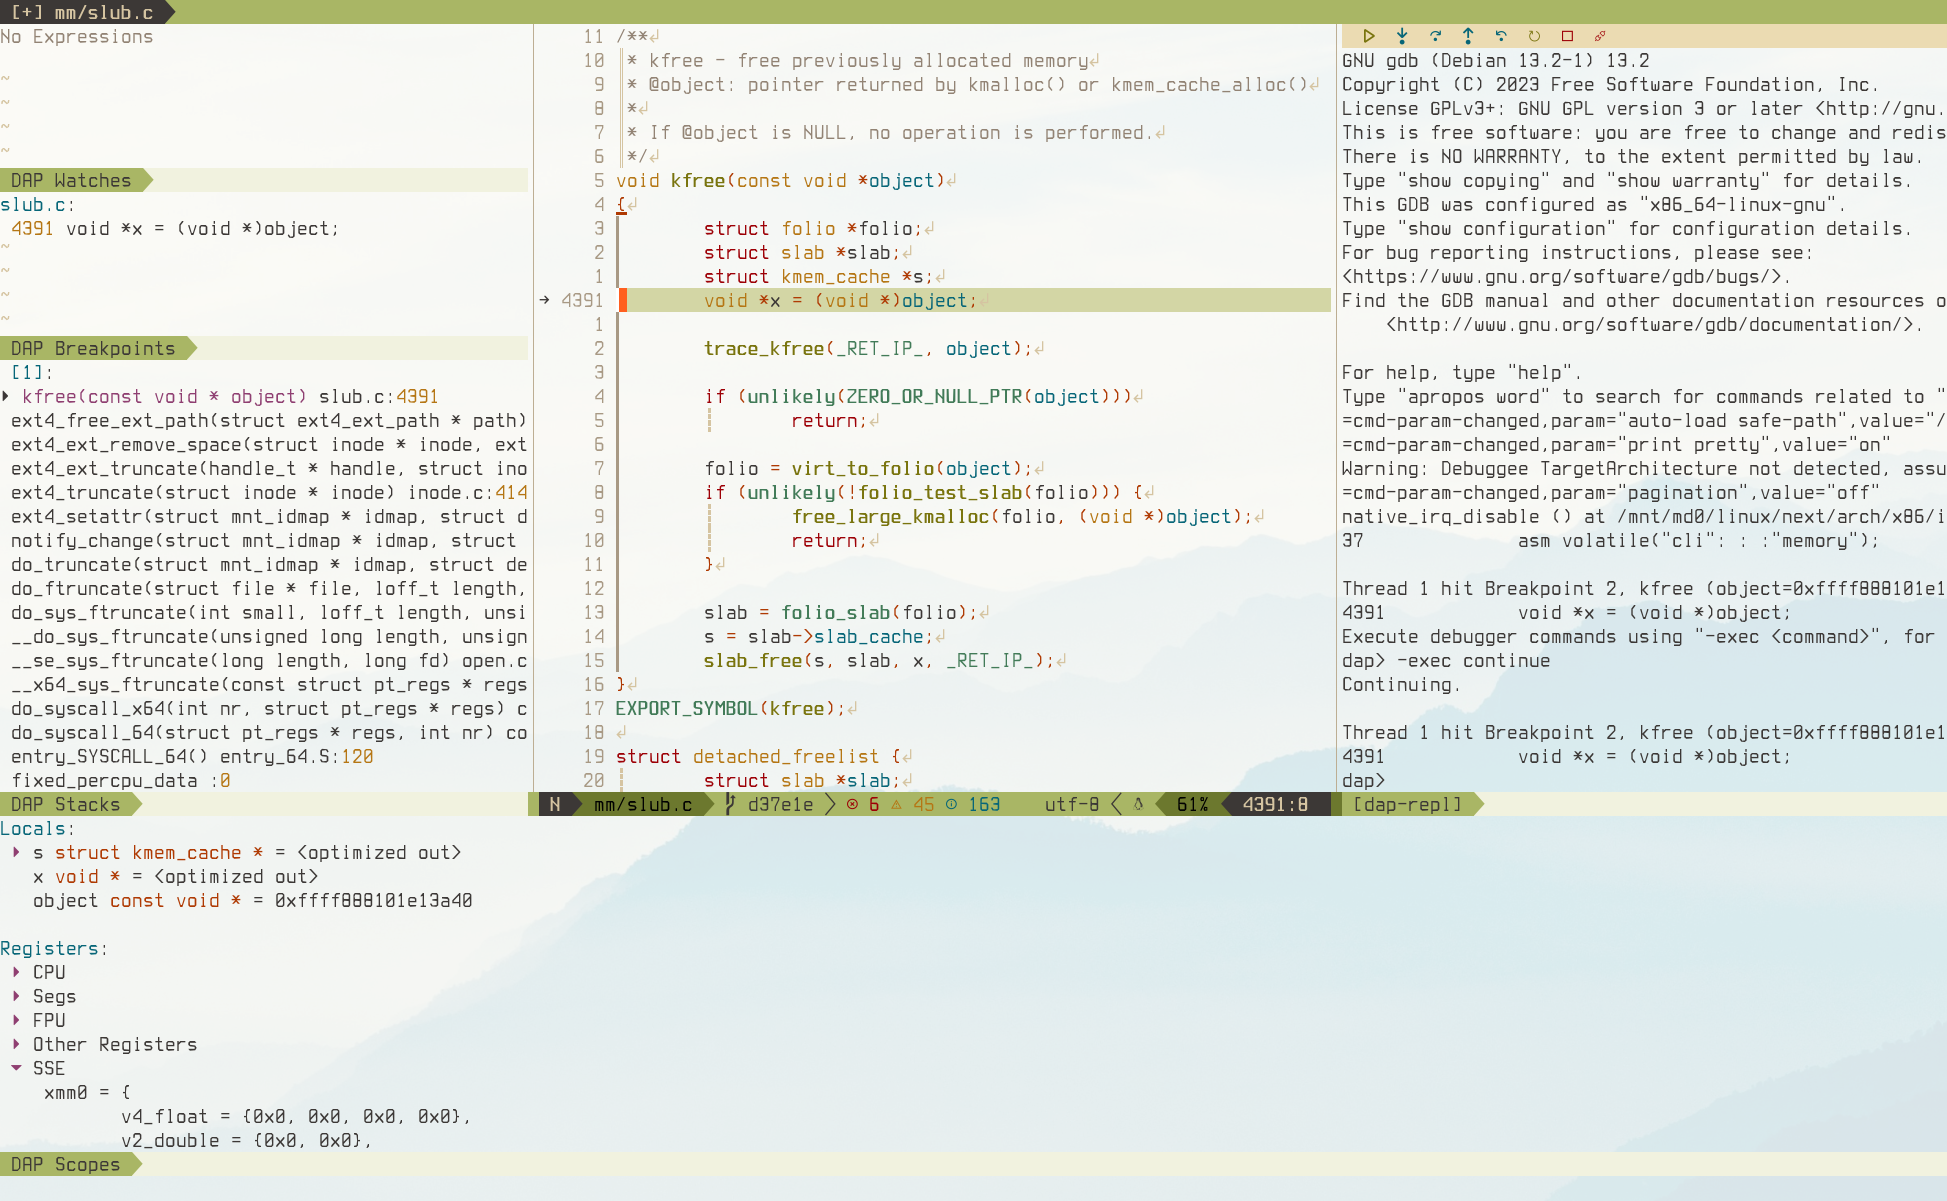 [+] mm/slub.c
No Expressions
~
~
~
~
DAP Watches
slub.c:
4391 void *x = (void *)object;
~
~
~
~
DAP Breakpoints
[1]:
kfree(const void * object) slub.c:4391
ext4_free_ext_path(struct ext4_ext_path * path)
ext4_ext_remove_space(struct inode * inode, ext
ext4_ext_truncate(handle_t * handle, struct ino
ext4_truncate(struct inode * inode) inode.c:414
ext4_setattr(struct mnt_idmap * idmap, struct d
notify_change(struct mnt_idmap * idmap, struct
do_truncate(struct mnt_idmap * idmap, struct de
do_ftruncate(struct file * file, loff_t length,
do_sys_ftruncate(int small, loff_t length, unsi
__do_sys_ftruncate(unsigned long length, unsign
__se_sys_ftruncate(long length, long fd) open.c
__x64_sys_ftruncate(const struct pt_regs * regs
do_syscall_x64(int nr, struct pt_regs * regs) c
do_syscall_64(struct pt_regs * regs, int nr) co
entry_SYSCALL_64() entry_64.S:120
fixed_percpu_data :0
DAP Stacks
Locals:
s struct kmem_cache * = <optimized out>
x void * = <optimized out>
object const void * = 0xffff888101e13a40
Registers:
CPU
Segs
FPU
Other Registers
SSE
xmm0 = {
v4_float = {0x0, 0x0, 0x0, 0x0},
v2_double = {0x0, 0x0},
DAP Scopes
11 /**
10 * kfree - free previously allocated memory
9 * @object: pointer returned by kmalloc() or kmem_cache_alloc()
8 *
7 * If @object is NULL, no operation is performed.
6 */
5 void kfree(const void *object)
4 {
3 struct folio *folio;
2 struct slab *slab;
1 struct kmem_cache *s;
→ 4391 void *x = (void *)object;
1
2 trace_kfree(_RET_IP_, object);
3
4 if (unlikely(ZERO_OR_NULL_PTR(object)))
5 return;
6
7 folio = virt_to_folio(object);
8 if (unlikely(!folio_test_slab(folio))) {
9 free_large_kmalloc(folio, (void *)object);
10 return;
11 }
12
13 slab = folio_slab(folio);
14 s = slab->slab_cache;
15 slab_free(s, slab, x, _RET_IP_);
16 }
17 EXPORT_SYMBOL(kfree);
18
19 struct detached_freelist {
20 struct slab *slab;
N mm/slub.c d37e1e 6 45 163 utf-8 61% 4391:8
GNU gdb (Debian 13.2-1) 13.2
Copyright (C) 2023 Free Software Foundation, Inc.
License GPLv3+: GNU GPL version 3 or later <http://gnu.
This is free software: you are free to change and redis
There is NO WARRANTY, to the extent permitted by law.
Type "show copying" and "show warranty" for details.
This GDB was configured as "x86_64-linux-gnu".
Type "show configuration" for configuration details.
For bug reporting instructions, please see:
<https://www.gnu.org/software/gdb/bugs/>.
Find the GDB manual and other documentation resources o
<http://www.gnu.org/software/gdb/documentation/>.
For help, type "help".
Type "apropos word" to search for commands related to "
=cmd-param-changed,param="auto-load safe-path",value="/
=cmd-param-changed,param="print pretty",value="on"
Warning: Debuggee TargetArchitecture not detected, assu
=cmd-param-changed,param="pagination",value="off"
native_irq_disable () at /mnt/md0/linux/next/arch/x86/i
37 asm volatile("cli": : :"memory");
Thread 1 hit Breakpoint 2, kfree (object=0xffff888101e1
4391 void *x = (void *)object;
Execute debugger commands using "-exec <command>", for
dap> -exec continue
Continuing.
Thread 1 hit Breakpoint 2, kfree (object=0xffff888101e1
4391 void *x = (void *)object;
dap>
[dap-repl]